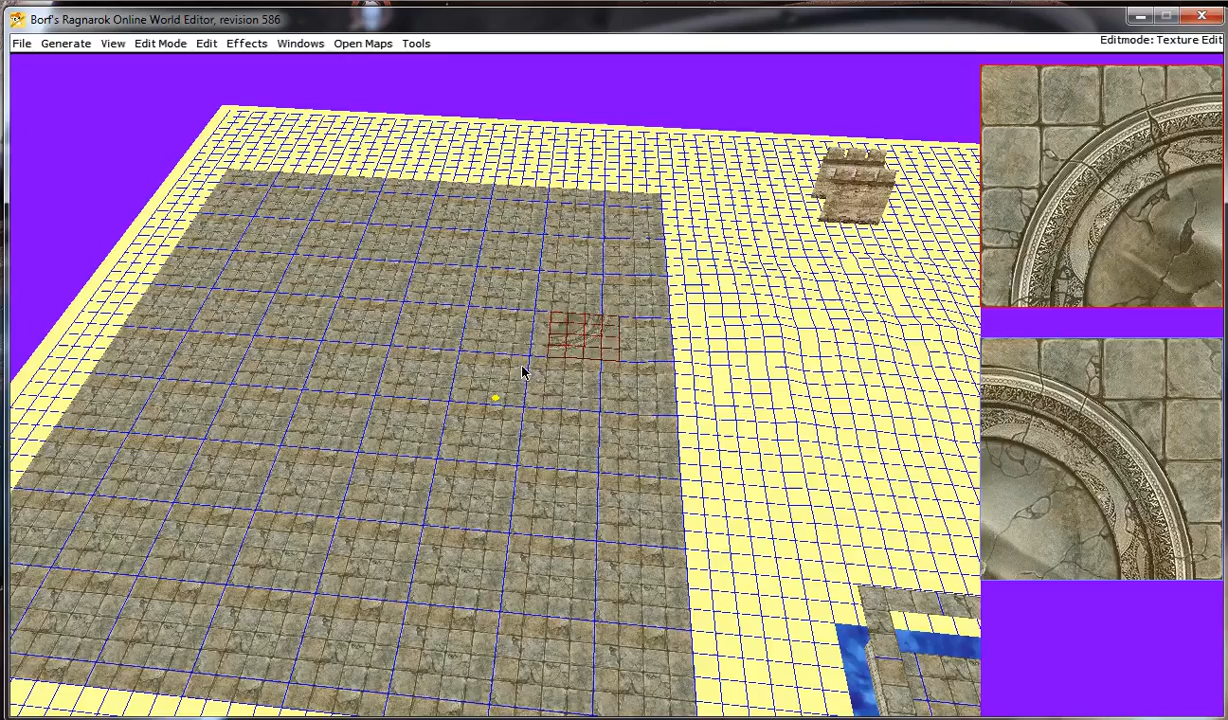 Borf's Ragnarok Online World Editor, revision 586
File Generate View Edit Mode Edit Effects Windows Open Maps Tools Editmode: Texture Edit